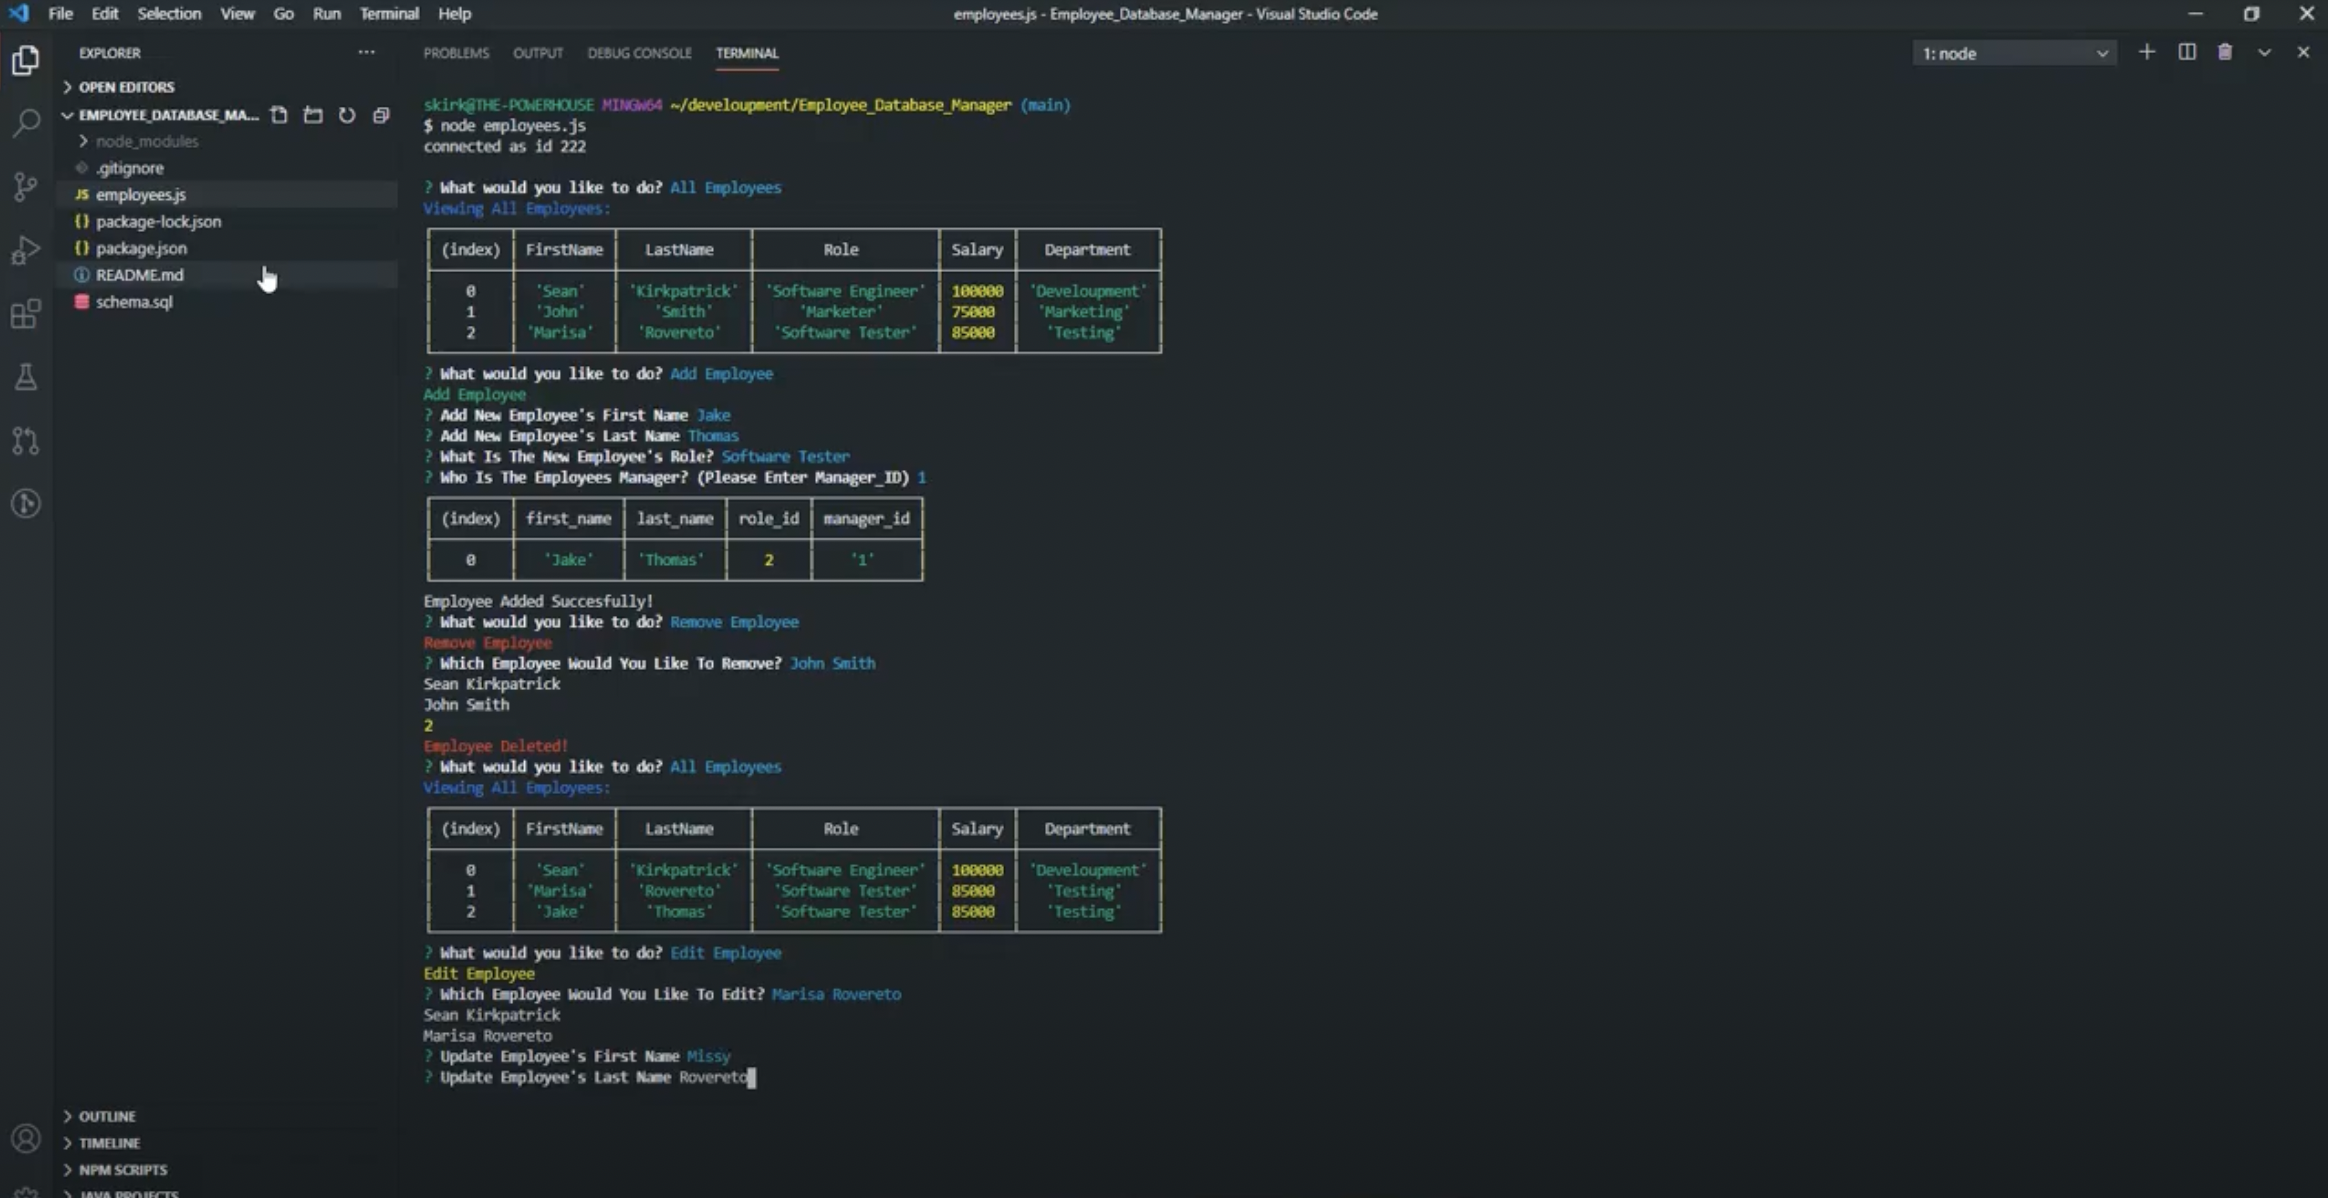 File Edit Selection View Go Run Terminal Help
employees.js - Employee_Database_Manager - Visual Studio Code
EXPLORER
OPEN EDITORS
EMPLOYEE_DATABASE_MA...
node_modules
.gitignore
JS employees.js
{} package-lock.json
{} package.json
README.md
schema.sql
OUTLINE
TIMELINE
NPM SCRIPTS
JAVA PROJECTS
PROBLEMS OUTPUT DEBUG CONSOLE TERMINAL
1: node
skirk@THE-POWERHOUSE MINGW64 ~/develoupment/Employee_Database_Manager (main)
$ node employees.js
connected as id 222
? What would you like to do? All Employees
Viewing All Employees:
(index) FirstName LastName Role Salary Department
0 'Sean' 'Kirkpatrick' 'Software Engineer' 100000 'Develoupment'
1 'John' 'Smith' 'Marketer' 75000 'Marketing'
2 'Marisa' 'Rovereto' 'Software Tester' 85000 'Testing'
? What would you like to do? Add Employee
Add Employee
? Add New Employee's First Name Jake
? Add New Employee's Last Name Thomas
? What Is The New Employee's Role? Software Tester
? Who Is The Employees Manager? (Please Enter Manager_ID) 1
(index) first_name last_name role_id manager_id
0 'Jake' 'Thomas' 2 '1'
Employee Added Succesfully!
? What would you like to do? Remove Employee
Remove Employee
? Which Employee Would You Like To Remove? John Smith
Sean Kirkpatrick
John Smith
2
Employee Deleted!
? What would you like to do? All Employees
Viewing All Employees:
(index) FirstName LastName Role Salary Department
0 'Sean' 'Kirkpatrick' 'Software Engineer' 100000 'Develoupment'
1 'Marisa' 'Rovereto' 'Software Tester' 85000 'Testing'
2 'Jake' 'Thomas' 'Software Tester' 85000 'Testing'
? What would you like to do? Edit Employee
Edit Employee
? Which Employee Would You Like To Edit? Marisa Rovereto
Sean Kirkpatrick
Marisa Rovereto
? Update Employee's First Name Missy
? Update Employee's Last Name Rovereto